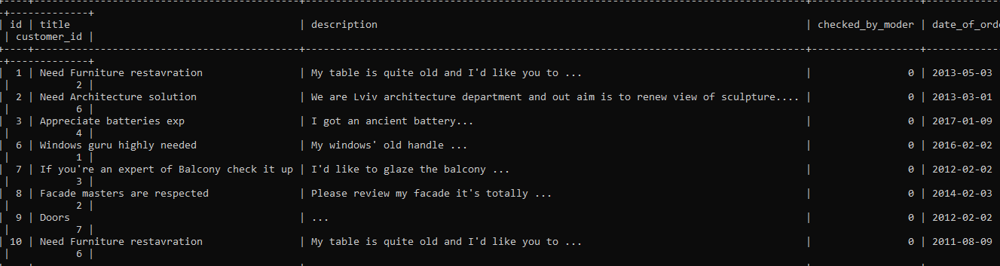 | id | title | description | checked_by_moder | date_of_ord
| customer_id |
| 1 | Need Furniture restavration | My table is quite old and I'd like you to ... | 0 | 2013-05-03
| 2 |
| 2 | Need Architecture solution | We are Lviv architecture department and out aim is to renew view of sculpture.... | 0 | 2013-03-01
| 6 |
| 3 | Appreciate batteries exp | I got an ancient battery... | 0 | 2017-01-09
| 4 |
| 6 | Windows guru highly needed | My windows' old handle ... | 0 | 2016-02-02
| 1 |
| 7 | If you're an expert of Balcony check it up | I'd like to glaze the balcony ... | 0 | 2012-02-02
| 3 |
| 8 | Facade masters are respected | Please review my facade it's totally ... | 0 | 2014-02-03
| 2 |
| 9 | Doors | ... | 0 | 2012-02-02
| 7 |
| 10 | Need Furniture restavration | My table is quite old and I'd like you to ... | 0 | 2011-08-09
| 6 |